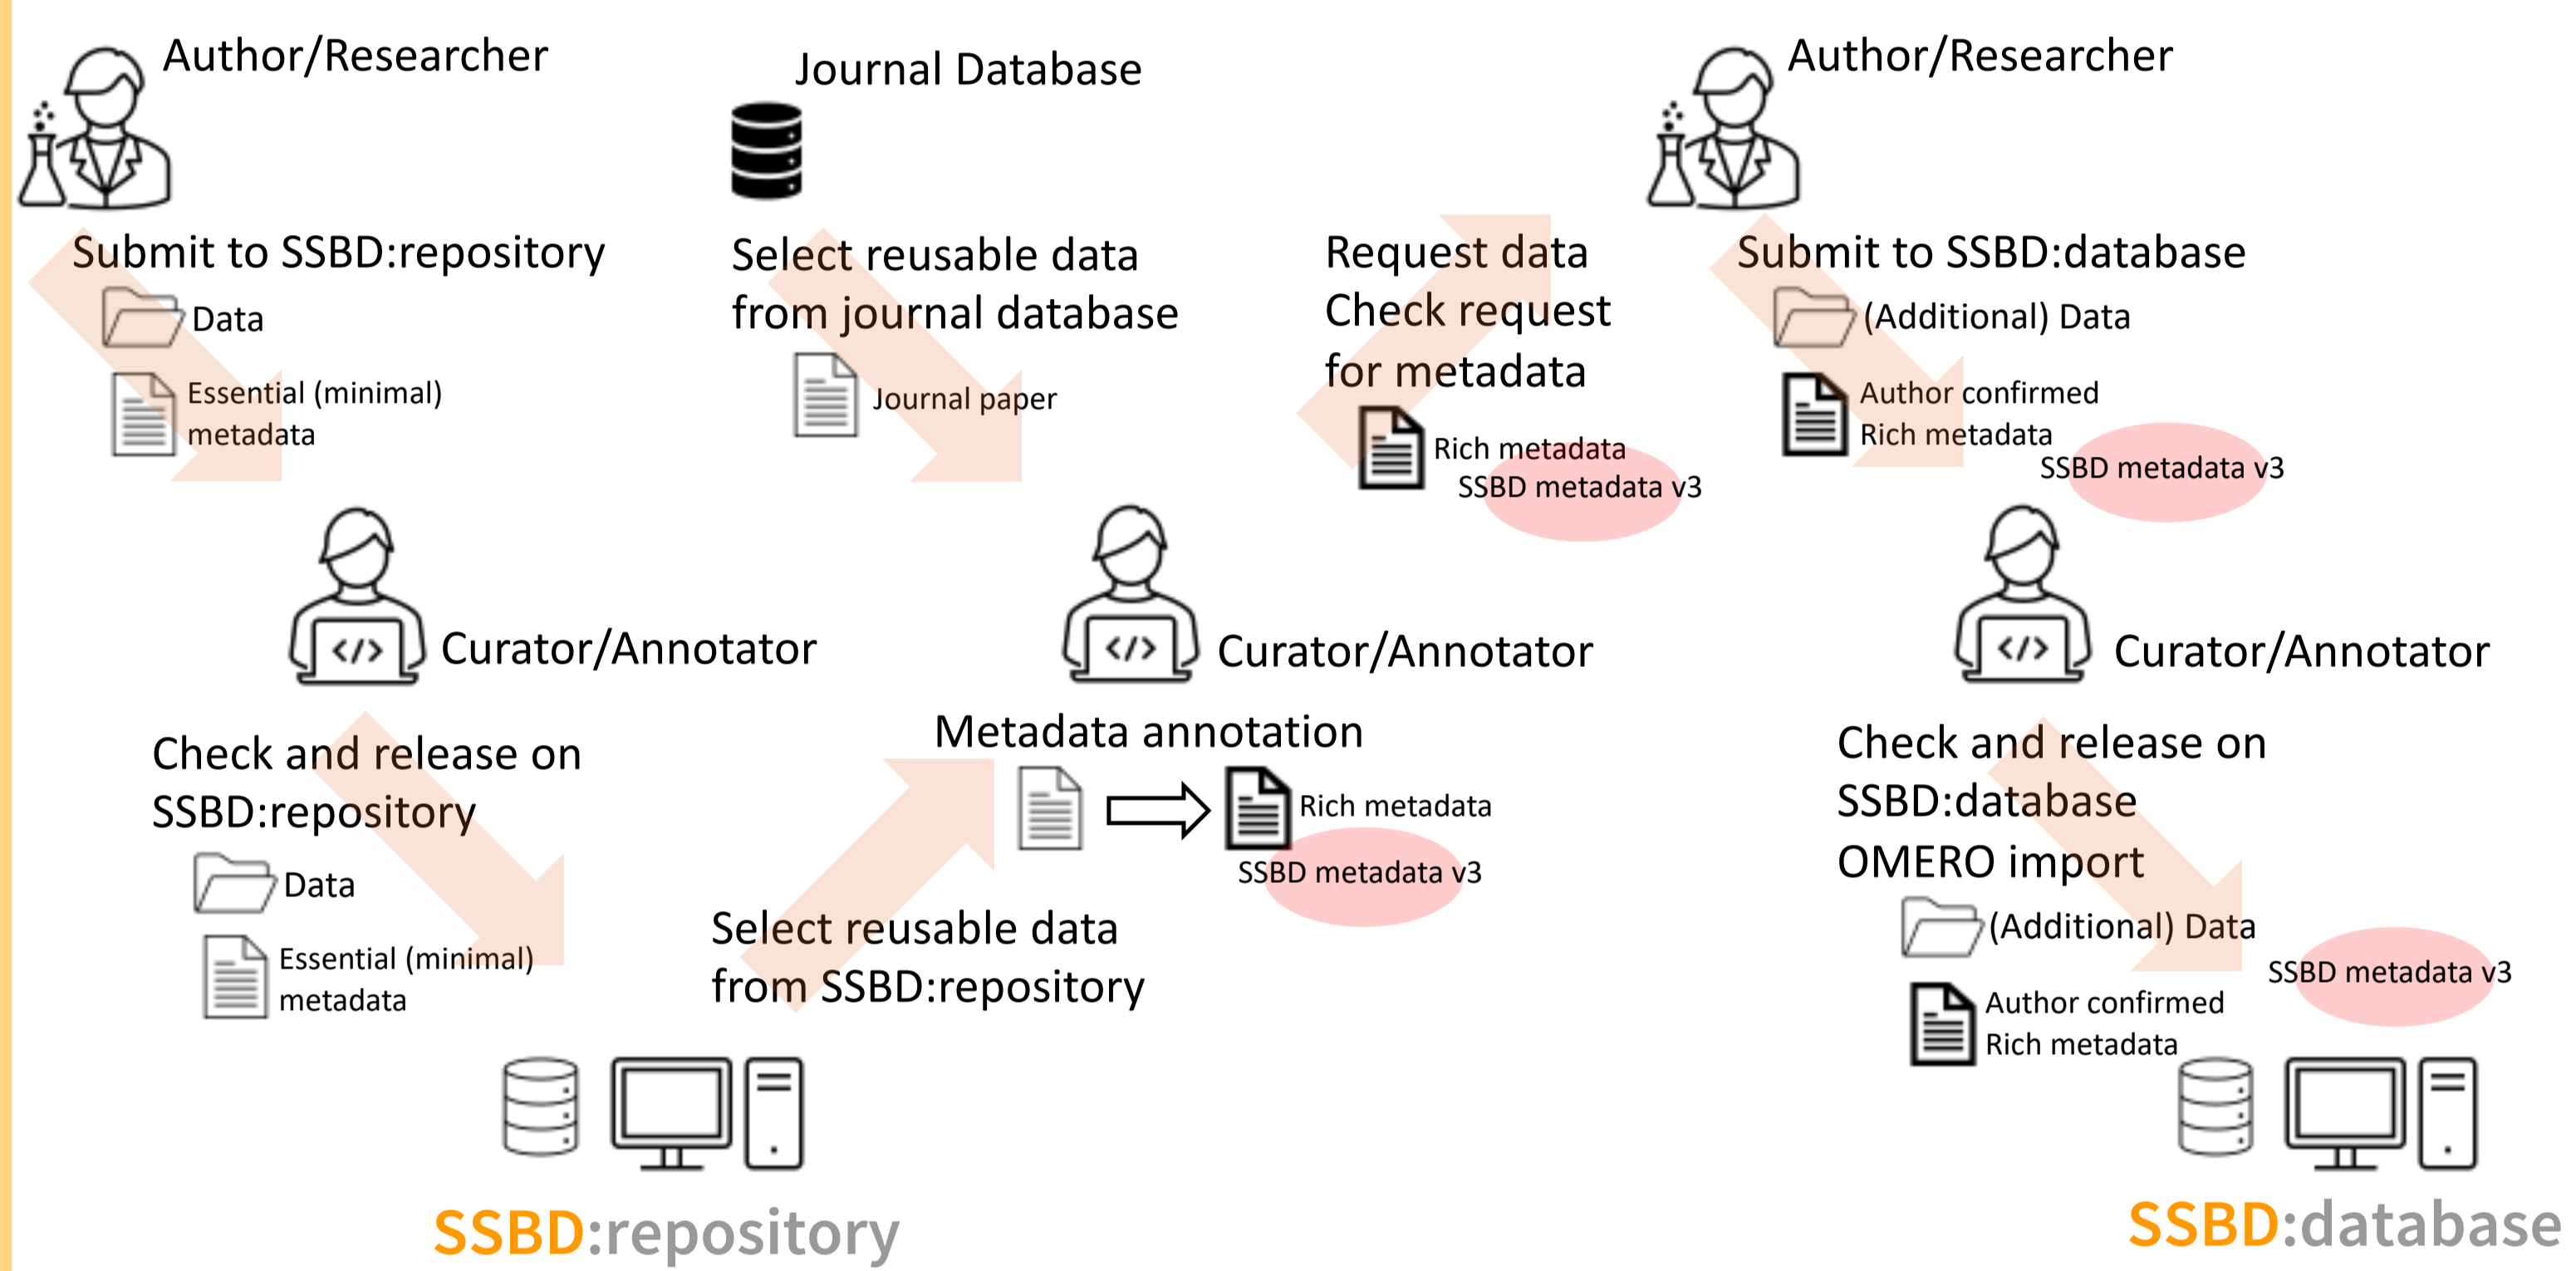 Author/Researcher
Submit to SSBD:repository
Data
Essential (minimal)
metadata
</>
Curator/Annotator
Check and release on
SSBD:repository
Data
Essential (minimal)
metadata
SSBD:repository
Journal Database
Select reusable data
from journal database
Journal paper
Select reusable data
from SSBD:repository
</>
Curator/Annotator
Metadata annotation
Rich metadata
SSBD metadata v3
Request data
Check request
for metadata
Rich metadata
SSBD metadata v3
Author/Researcher
Submit to SSBD:database
(Additional) Data
Author confirmed
Rich metadata
SSBD metadata v3
</>
Curator/Annotator
Check and release on
SSBD:database
OMERO import
(Additional) Data
SSBD metadata v3
Author confirmed
Rich metadata
SSBD:database